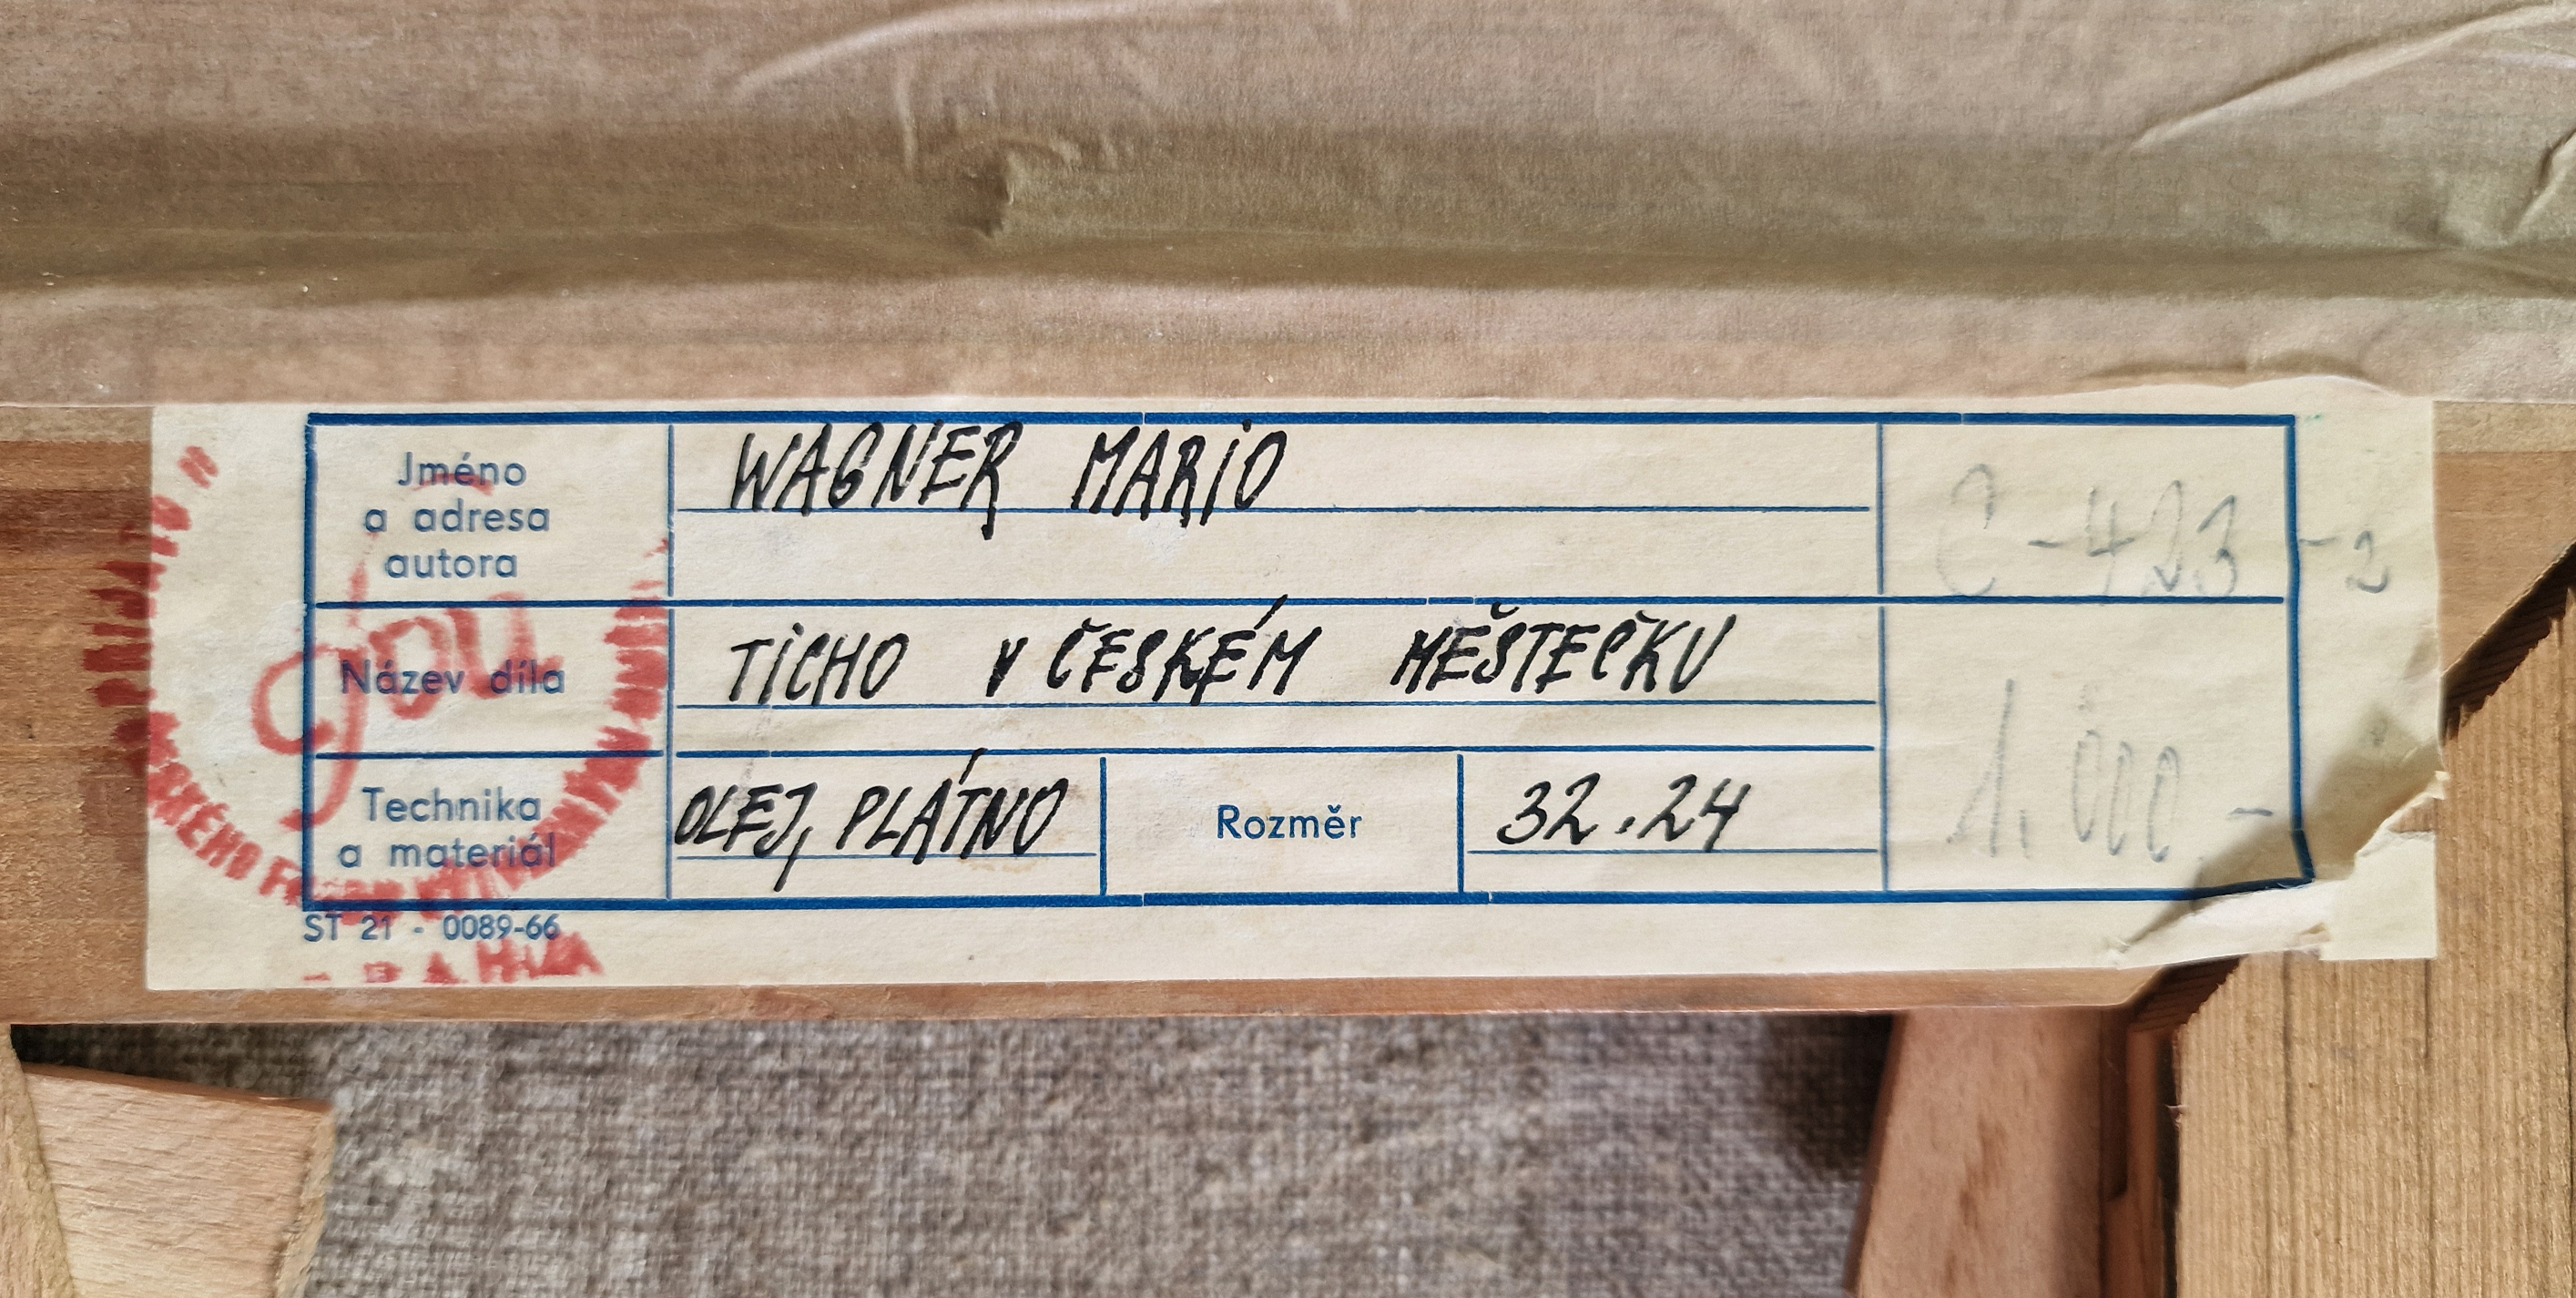 Jméno
a adresa
autora
WAGNER MARIO
C-423-2
Název díla
TICHO V ČESKÉM MĚSTEČKU
Technika
a materiál
OLEJ, PLÁTNO
Rozměr
32.24
1.000,-
ST 21 - 0089-66